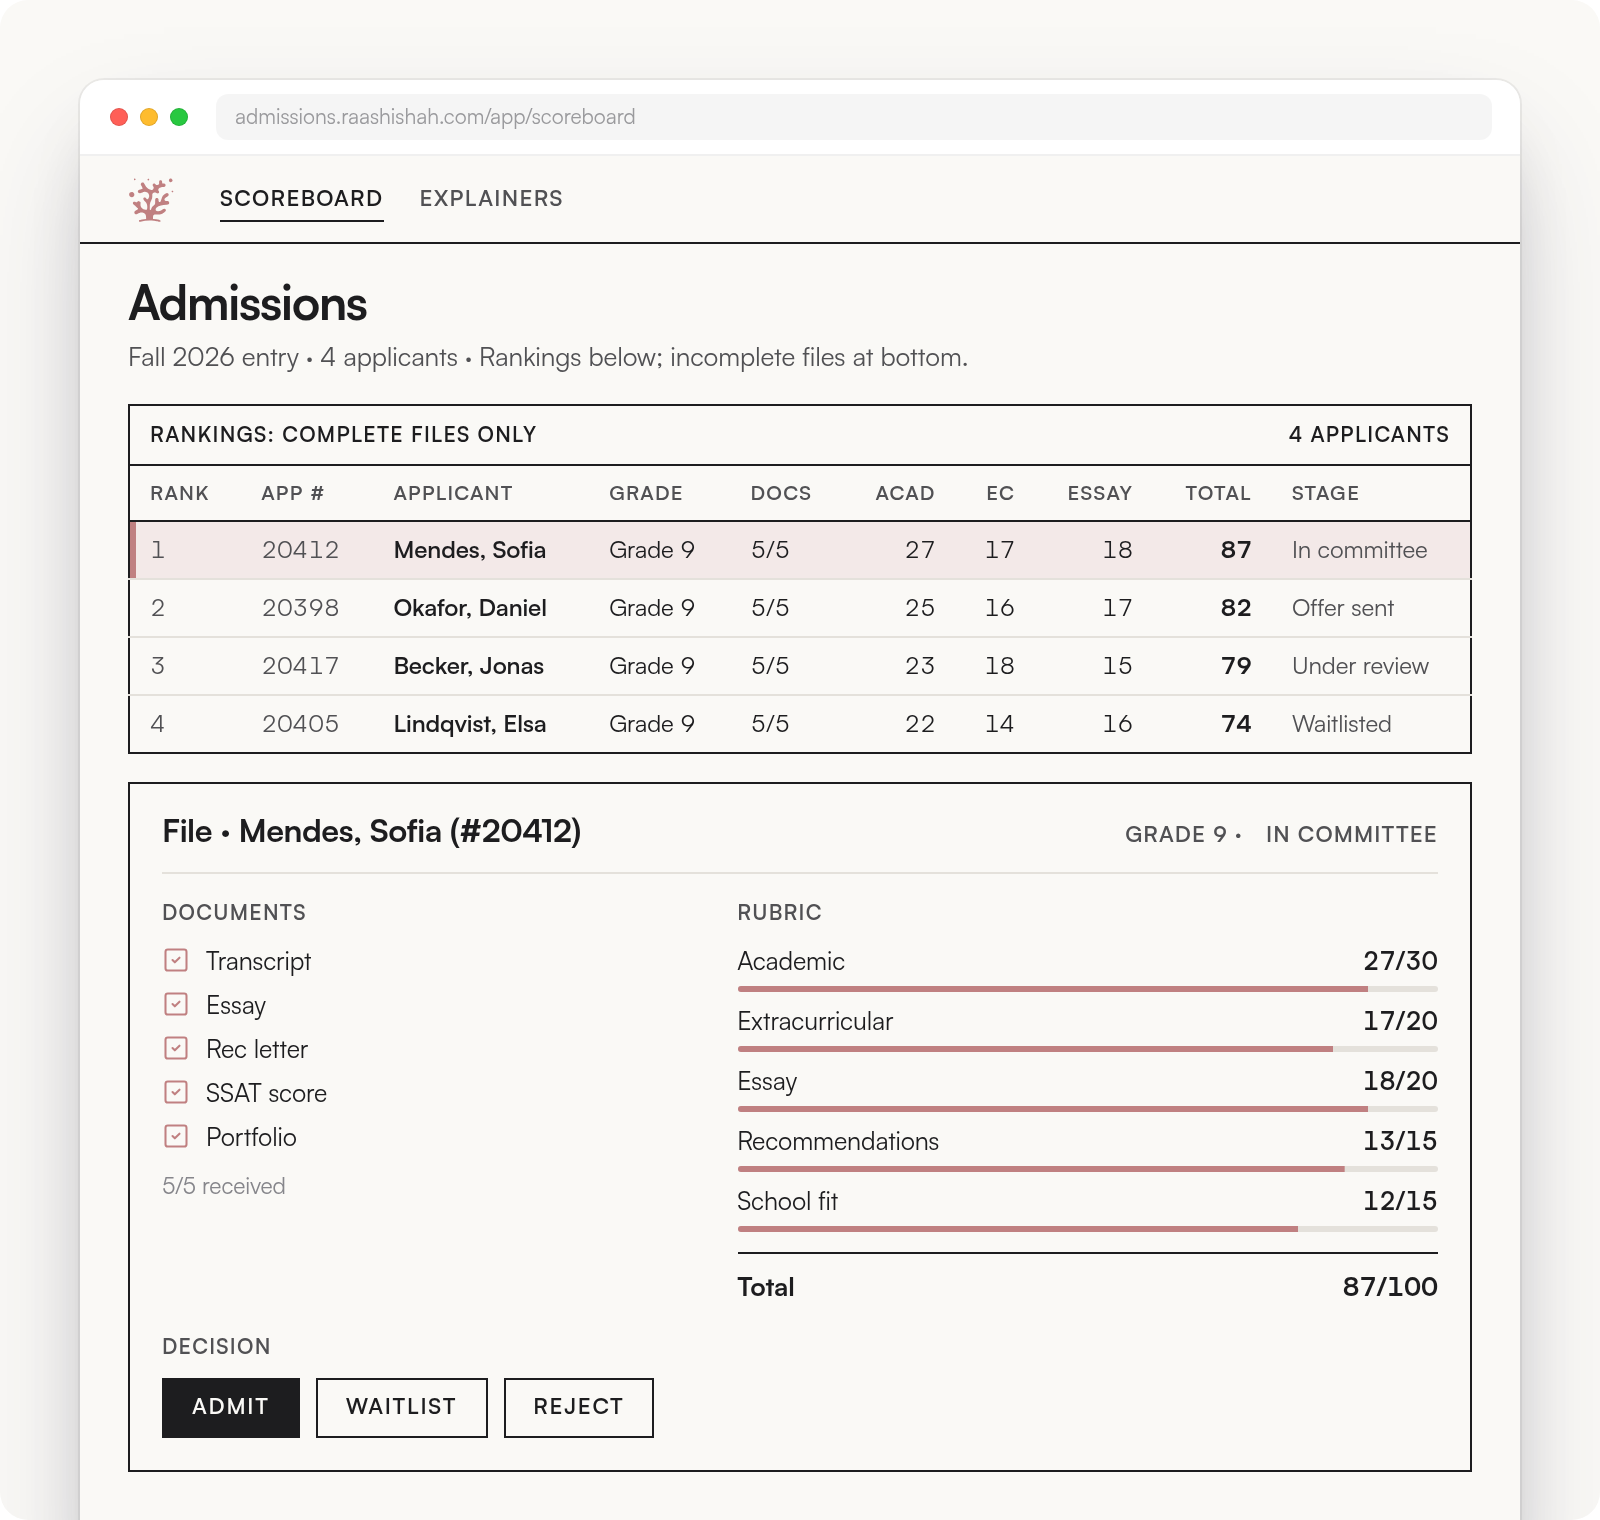 admissions.raashishah.com/app/scoreboard
SCOREBOARD EXPLAINERS
Admissions
Fall 2026 entry · 4 applicants · Rankings below; incomplete files at bottom.
RANKINGS: COMPLETE FILES ONLY 4 APPLICANTS
RANK APP # APPLICANT GRADE DOCS ACAD EC ESSAY TOTAL STAGE
1 20412 Mendes, Sofia Grade 9 5/5 27 17 18 87 In committee
2 20398 Okafor, Daniel Grade 9 5/5 25 16 17 82 Offer sent
3 20417 Becker, Jonas Grade 9 5/5 23 18 15 79 Under review
4 20405 Lindqvist, Elsa Grade 9 5/5 22 14 16 74 Waitlisted
File · Mendes, Sofia (#20412) GRADE 9 · IN COMMITTEE
DOCUMENTS
Transcript
Essay
Rec letter
SSAT score
Portfolio
5/5 received
RUBRIC
Academic 27/30
Extracurricular 17/20
Essay 18/20
Recommendations 13/15
School fit 12/15
Total 87/100
DECISION
ADMIT WAITLIST REJECT